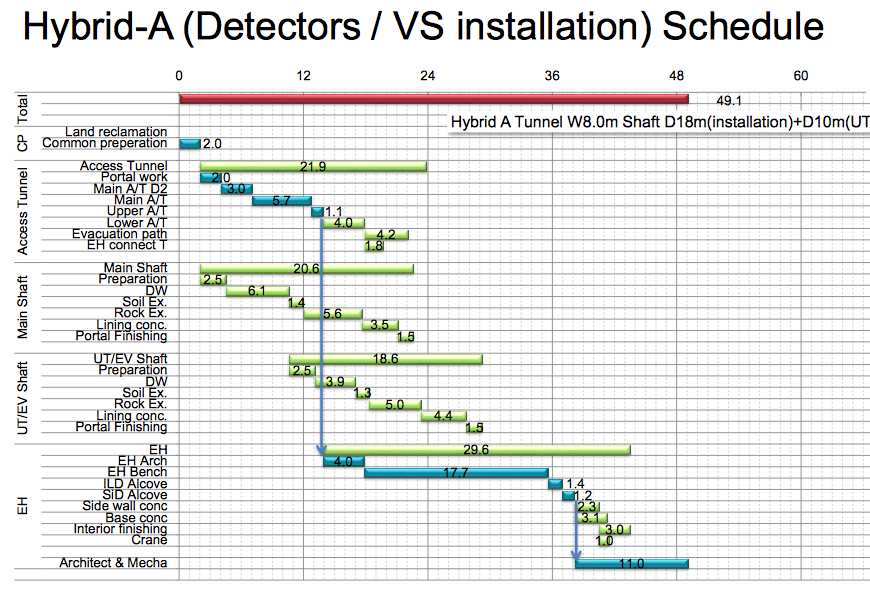 Hybrid-A (Detectors / VS installation) Schedule
0 12 24 36 48 60
Total
49.1
Hybrid A Tunnel W8.0m Shaft D18m(installation)+D10m(UT
CP
Land reclamation
Common preperation 2.0
Access Tunnel
Access Tunnel 21.9
Portal work 2.0
Main A/T D2 3.0
Main A/T 5.7
Upper A/T 1.1
Lower A/T 4.0
Evacuation path 4.2
EH connect T 1.8
Main Shaft
Main Shaft 20.6
Preparation 2.5
DW 6.1
Soil Ex. 1.4
Rock Ex. 5.6
Lining conc. 3.5
Portal Finishing 1.5
UT/EV Shaft
UT/EV Shaft 18.6
Preparation 2.5
DW 3.9
Soil Ex. 1.3
Rock Ex. 5.0
Lining conc. 4.4
Portal Finishing 1.5
EH
EH 29.6
EH Arch 4.0
EH Bench 17.7
ILD Alcove 1.4
SiD Alcove 1.2
Side wall conc 2.3
Base conc 3.1
Interior finishing 3.0
Crane 1.0
Architect & Mecha 11.0